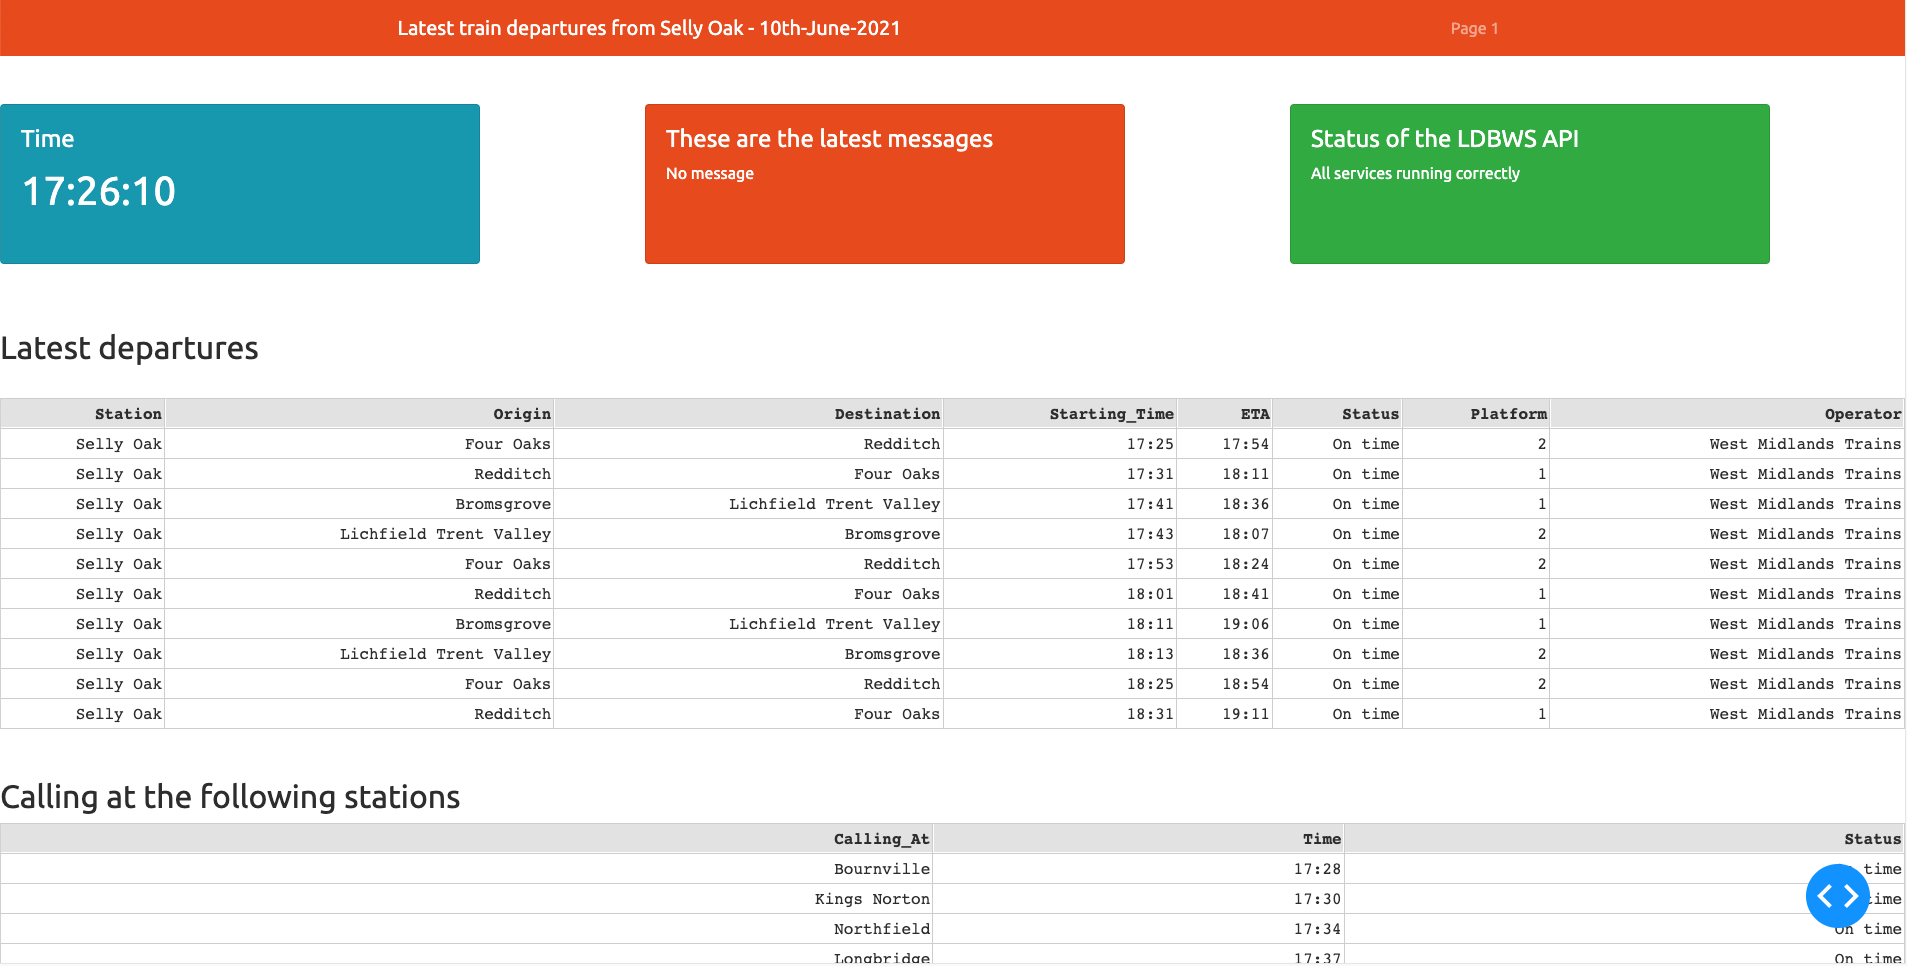 Latest train departures from Selly Oak - 10th-June-2021 Page 1
Time
17:26:10
These are the latest messages
No message
Status of the LDBWS API
All services running correctly
Latest departures
Station Origin Destination Starting_Time ETA Status Platform Operator
Selly Oak Four Oaks Redditch 17:25 17:54 On time 2 West Midlands Trains
Selly Oak Redditch Four Oaks 17:31 18:11 On time 1 West Midlands Trains
Selly Oak Bromsgrove Lichfield Trent Valley 17:41 18:36 On time 1 West Midlands Trains
Selly Oak Lichfield Trent Valley Bromsgrove 17:43 18:07 On time 2 West Midlands Trains
Selly Oak Four Oaks Redditch 17:53 18:24 On time 2 West Midlands Trains
Selly Oak Redditch Four Oaks 18:01 18:41 On time 1 West Midlands Trains
Selly Oak Bromsgrove Lichfield Trent Valley 18:11 19:06 On time 1 West Midlands Trains
Selly Oak Lichfield Trent Valley Bromsgrove 18:13 18:36 On time 2 West Midlands Trains
Selly Oak Four Oaks Redditch 18:25 18:54 On time 2 West Midlands Trains
Selly Oak Redditch Four Oaks 18:31 19:11 On time 1 West Midlands Trains
Calling at the following stations
Calling_At Time Status
Bournville 17:28 time
Kings Norton 17:30 time
Northfield 17:34 On time
Longbridge 17:37 On time